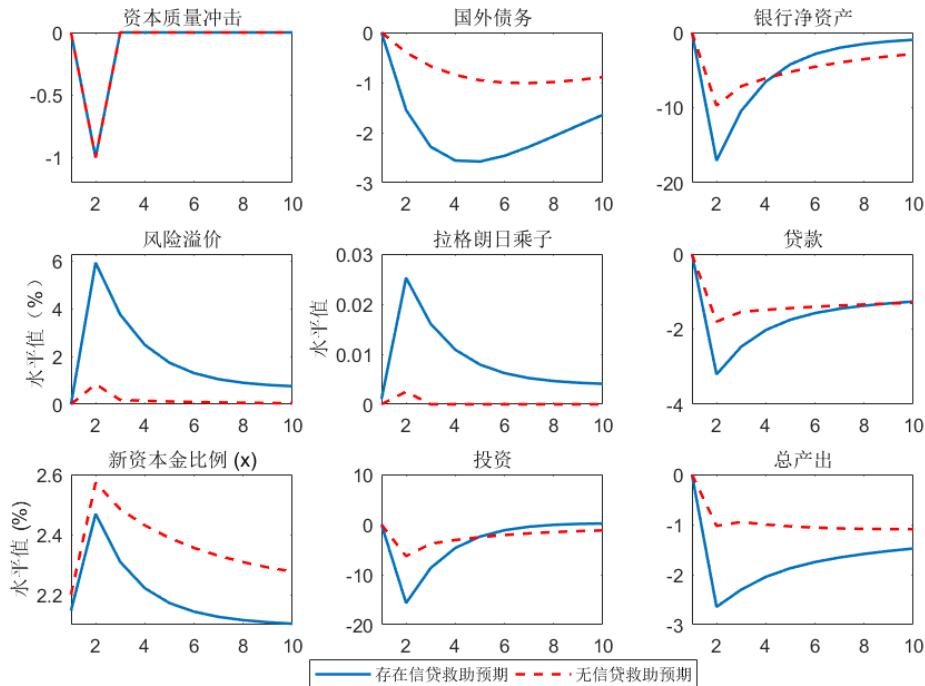 资本质量冲击
国外债务
银行净资产
0
-0.5
-1
2 4 6 8 10
0
-1
-2
-3
2 4 6 8 10
0
-10
-20
2 4 6 8 10
风险溢价
拉格朗日乘子
贷款
水平值（%）
6
4
2
0
2 4 6 8 10
水平值
0.03
0.02
0.01
0
2 4 6 8 10
0
-2
-4
2 4 6 8 10
新资本金比例 (x)
投资
总产出
水平值 (%)
2.6
2.4
2.2
2 4 6 8 10
10
0
-10
-20
2 4 6 8 10
0
-1
-2
-3
2 4 6 8 10
存在信贷救助预期 无信贷救助预期